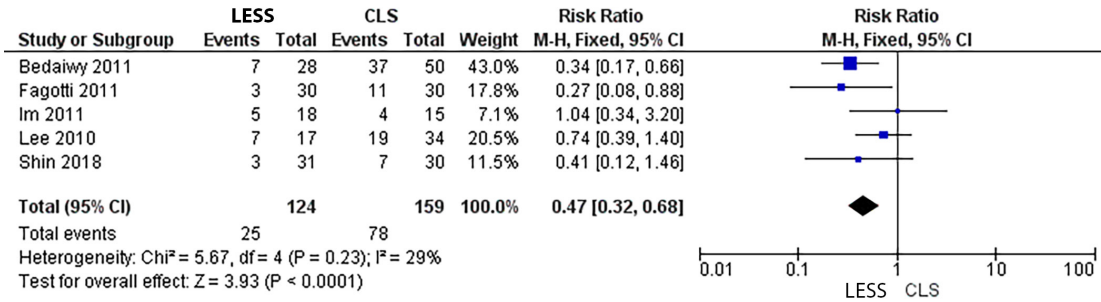 LESS CLS Risk Ratio Risk Ratio
Study or Subgroup Events Total Events Total Weight M-H, Fixed, 95% CI M-H, Fixed, 95% CI
Bedaiwy 2011 7 28 37 50 43.0% 0.34 [0.17, 0.66]
Fagotti 2011 3 30 11 30 17.8% 0.27 [0.08, 0.88]
Im 2011 5 18 4 15 7.1% 1.04 [0.34, 3.20]
Lee 2010 7 17 19 34 20.5% 0.74 [0.39, 1.40]
Shin 2018 3 31 7 30 11.5% 0.41 [0.12, 1.46]
Total (95% CI) 124 159 100.0% 0.47 [0.32, 0.68]
Total events 25 78
Heterogeneity: Chi² = 5.67, df = 4 (P = 0.23); I² = 29%
Test for overall effect: Z = 3.93 (P < 0.0001)
0.01 0.1 1 10 100
LESS CLS